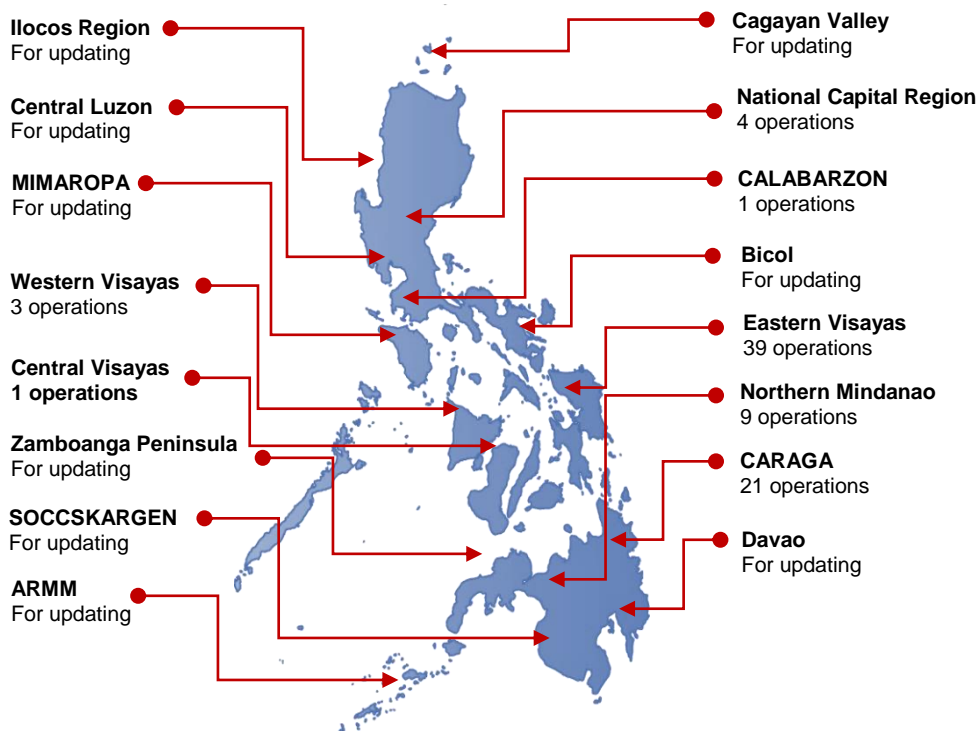 Ilocos Region
For updating
Central Luzon
For updating
MIMAROPA
For updating
Western Visayas
3 operations
Central Visayas
1 operations
Zamboanga Peninsula
For updating
SOCCSKARGEN
For updating
ARMM
For updating
Cagayan Valley
For updating
National Capital Region
4 operations
CALABARZON
1 operations
Bicol
For updating
Eastern Visayas
39 operations
Northern Mindanao
9 operations
CARAGA
21 operations
Davao
For updating